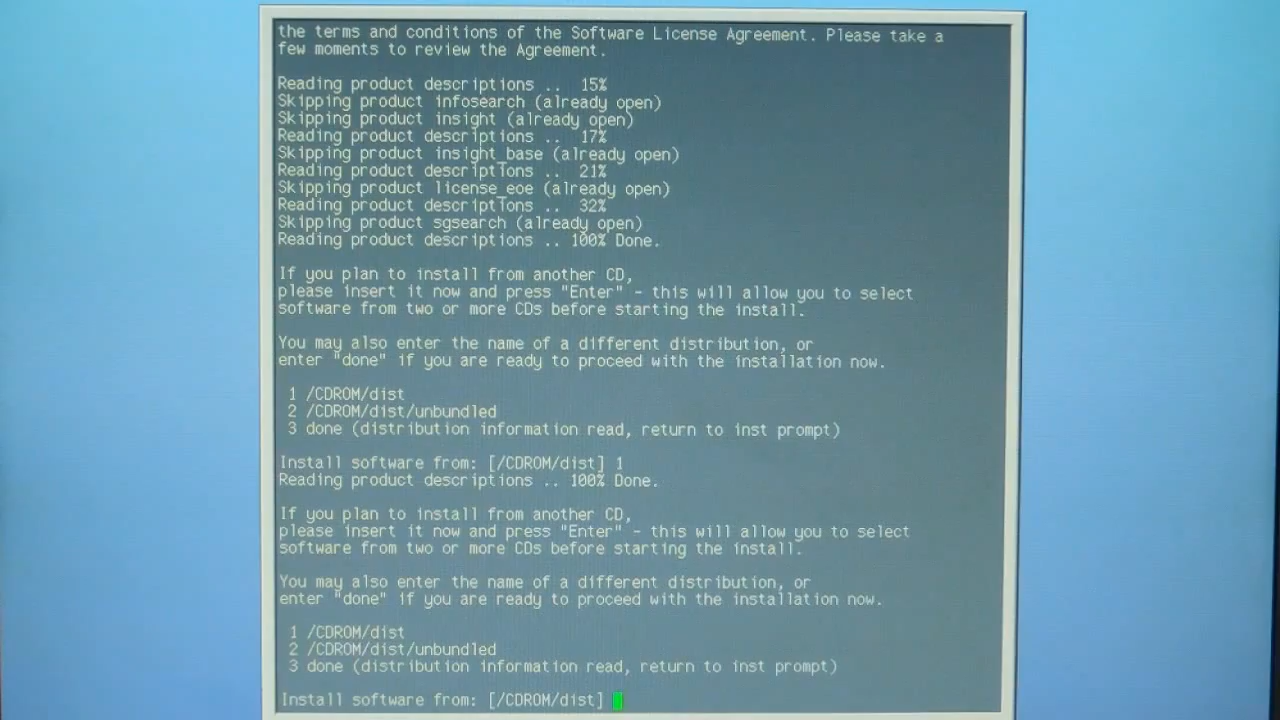 the terms and conditions of the Software License Agreement. Please take a
few moments to review the Agreement.
Reading product descriptions .. 15%
Skipping product infosearch (already open)
Skipping product insight (already open)
Reading product descriptions .. 17%
Skipping product insight_base (already open)
Reading product descriptions .. 21%
Skipping product license_eoe (already open)
Reading product descriptions .. 32%
Skipping product sgsearch (already open)
Reading product descriptions .. 100% Done.
If you plan to install from another CD,
please insert it now and press "Enter" - this will allow you to select
software from two or more CDs before starting the install.
You may also enter the name of a different distribution, or
enter "done" if you are ready to proceed with the installation now.
1 /CDROM/dist
2 /CDROM/dist/unbundled
3 done (distribution information read, return to inst prompt)
Install software from: [/CDROM/dist] 1
Reading product descriptions .. 100% Done.
If you plan to install from another CD,
please insert it now and press "Enter" - this will allow you to select
software from two or more CDs before starting the install.
You may also enter the name of a different distribution, or
enter "done" if you are ready to proceed with the installation now.
1 /CDROM/dist
2 /CDROM/dist/unbundled
3 done (distribution information read, return to inst prompt)
Install software from: [/CDROM/dist]